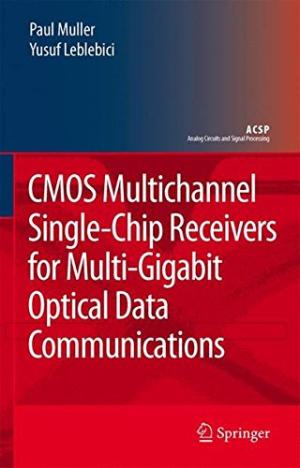 Paul Muller
Yusuf Leblebici
ACSP
Analog Circuits and Signal Processing
CMOS Multichannel
Single-Chip Receivers
for Multi-Gigabit
Optical Data
Communications
Springer